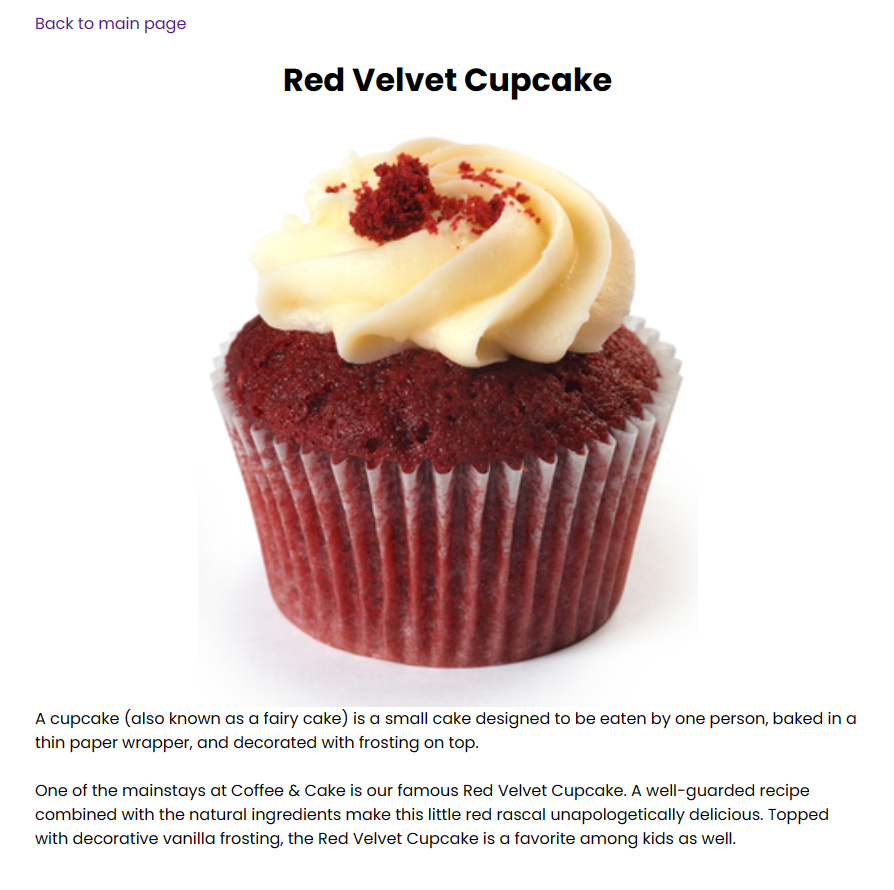 Back to main page
Red Velvet Cupcake
A cupcake (also known as a fairy cake) is a small cake designed to be eaten by one person, baked in a
thin paper wrapper, and decorated with frosting on top.
One of the mainstays at Coffee & Cake is our famous Red Velvet Cupcake. A well-guarded recipe
combined with the natural ingredients make this little red rascal unapologetically delicious. Topped
with decorative vanilla frosting, the Red Velvet Cupcake is a favorite among kids as well.